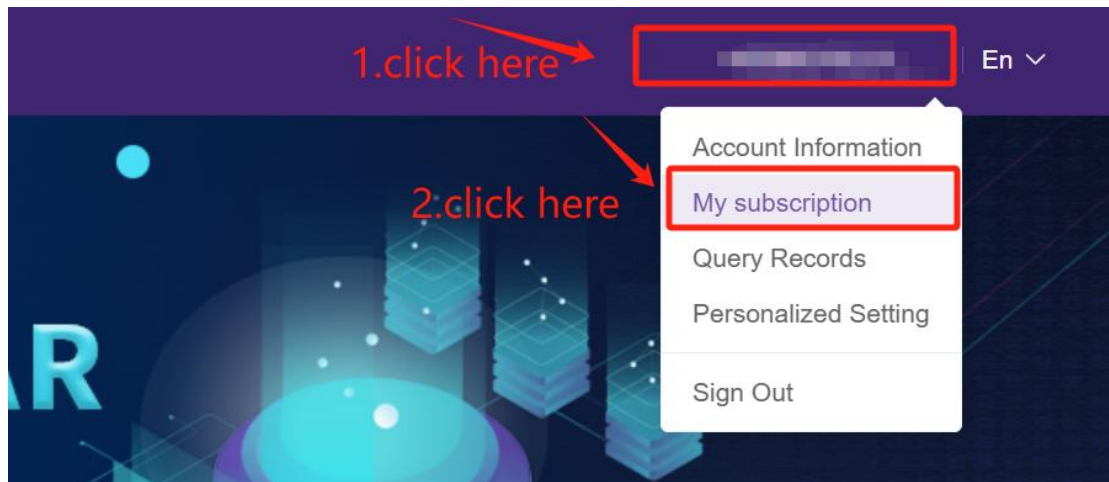 1.click here
En
Account Information
My subscription
2.click here
Query Records
Personalized Setting
Sign Out
AR